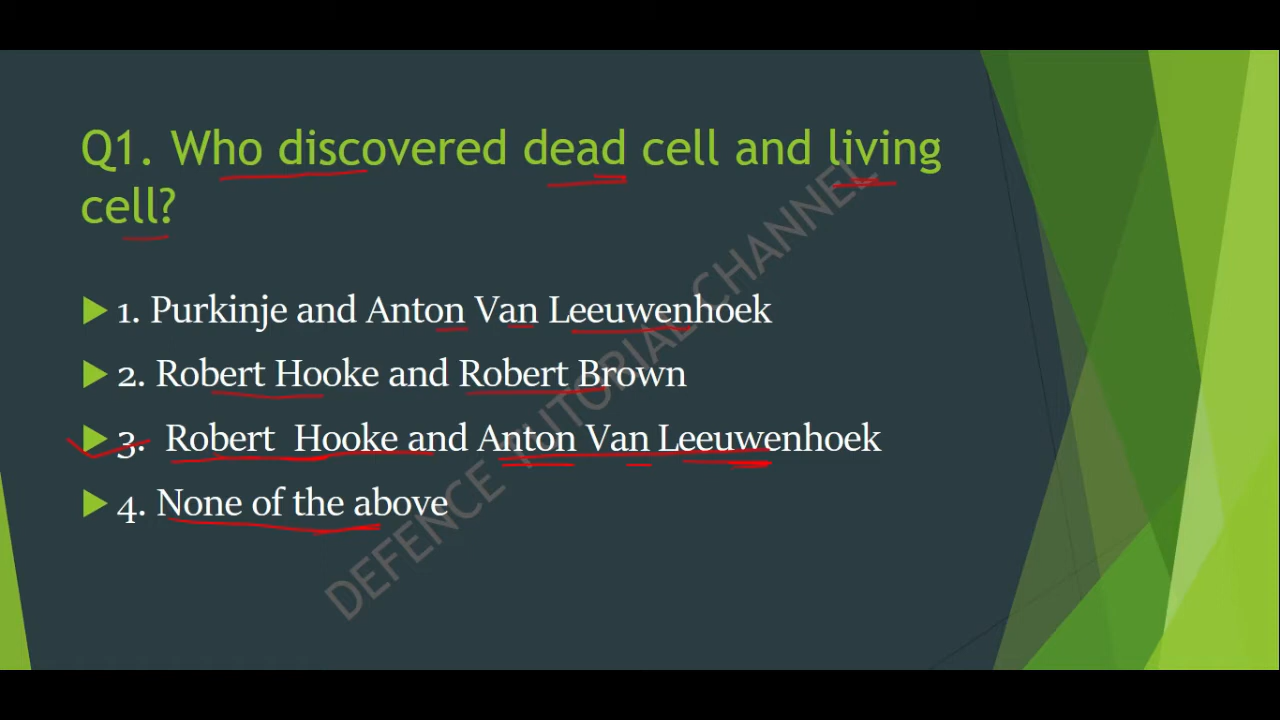 Q1. Who discovered dead cell and living
cell?
1. Purkinje and Anton Van Leeuwenhoek
2. Robert Hooke and Robert Brown
3. Robert Hooke and Anton Van Leeuwenhoek
4. None of the above
DEFENCE TUTORIAL CHANNEL